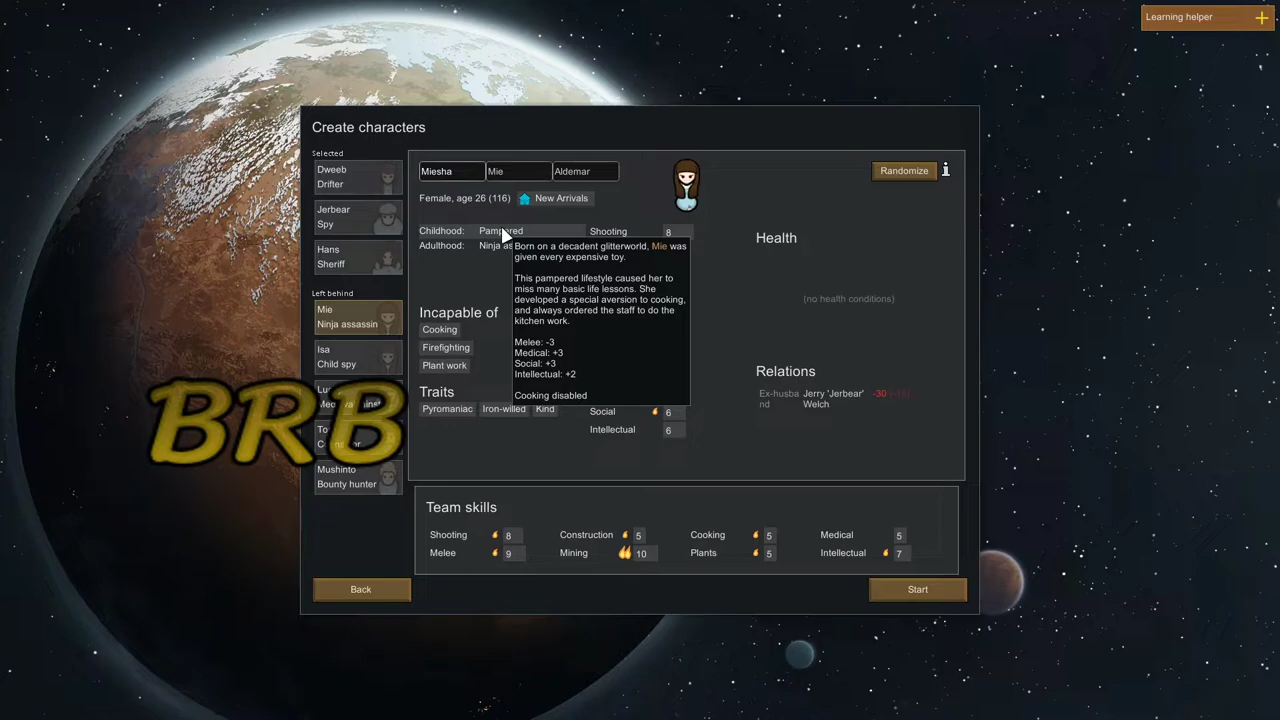 Learning helper
Create characters
Selected
Dweeb
Drifter
Jerbear
Spy
Hans
Sheriff
Left behind
Mie
Ninja assassin
Isa
Child spy
Mushinto
Bounty hunter
BRB
Miesha Mie Aldemar
Randomize
Female, age 26 (116) New Arrivals
Childhood: Pampered
Adulthood: Ninja as
Shooting 8
Born on a decadent glitterworld, Mie was
given every expensive toy.
This pampered lifestyle caused her to
miss many basic life lessons. She
developed a special aversion to cooking,
and always ordered the staff to do the
kitchen work.
Melee: -3
Medical: +3
Social: +3
Intellectual: +2
Cooking disabled
Incapable of
Cooking
Firefighting
Plant work
Traits
Pyromaniac Iron-willed Kind
Social 6
Intellectual 6
Health
(no health conditions)
Relations
Ex-husba
nd
Jerry 'Jerbear'
Welch
-30
Team skills
Shooting 8 Construction 5 Cooking 5 Medical 5
Melee 9 Mining 10 Plants 5 Intellectual 7
Back
Start